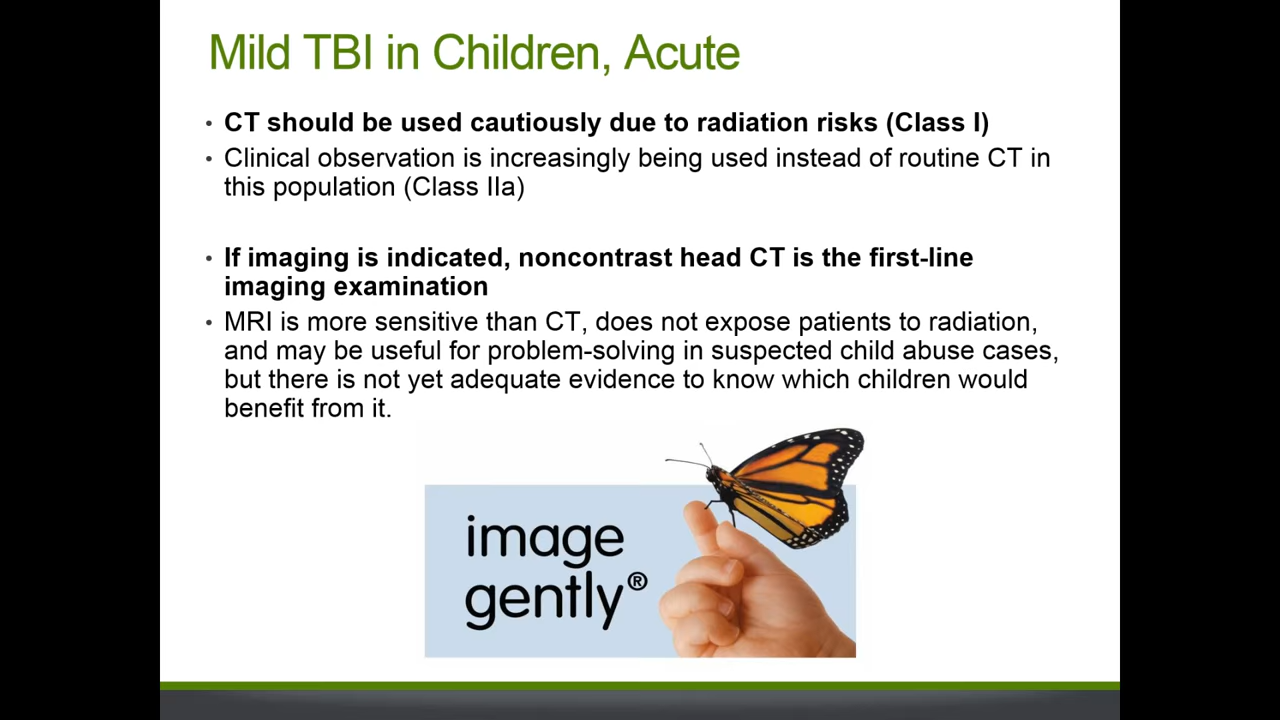 Mild TBI in Children, Acute
• CT should be used cautiously due to radiation risks (Class I)
• Clinical observation is increasingly being used instead of routine CT in
this population (Class IIa)
• If imaging is indicated, noncontrast head CT is the first-line
imaging examination
• MRI is more sensitive than CT, does not expose patients to radiation,
and may be useful for problem-solving in suspected child abuse cases,
but there is not yet adequate evidence to know which children would
benefit from it.
image
gently®